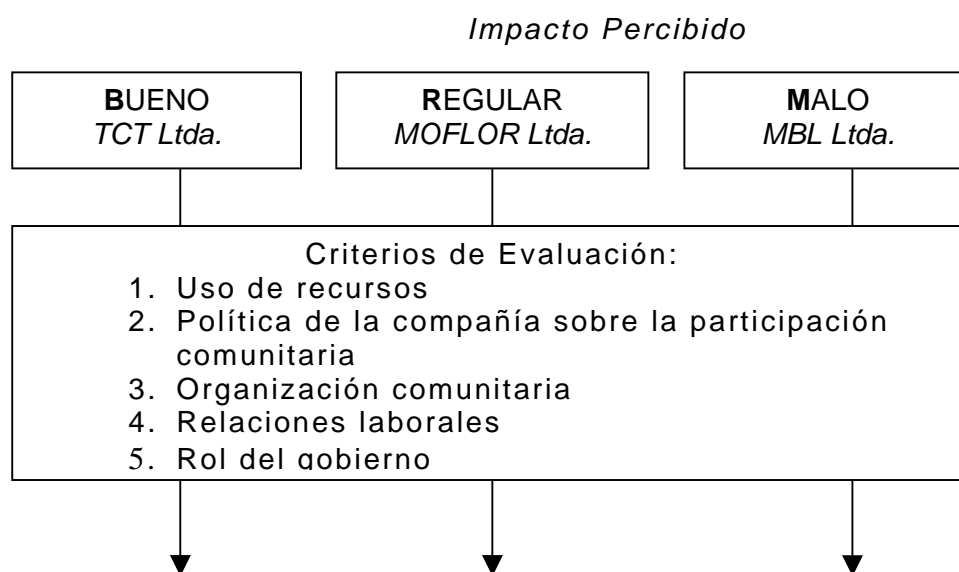 Impacto Percibido
BUENO
TCT Ltda.
REGULAR
MOFLOR Ltda.
MALO
MBL Ltda.
Criterios de Evaluación:
1. Uso de recursos
2. Política de la compañía sobre la participación
comunitaria
3. Organización comunitaria
4. Relaciones laborales
5. Rol del gobierno